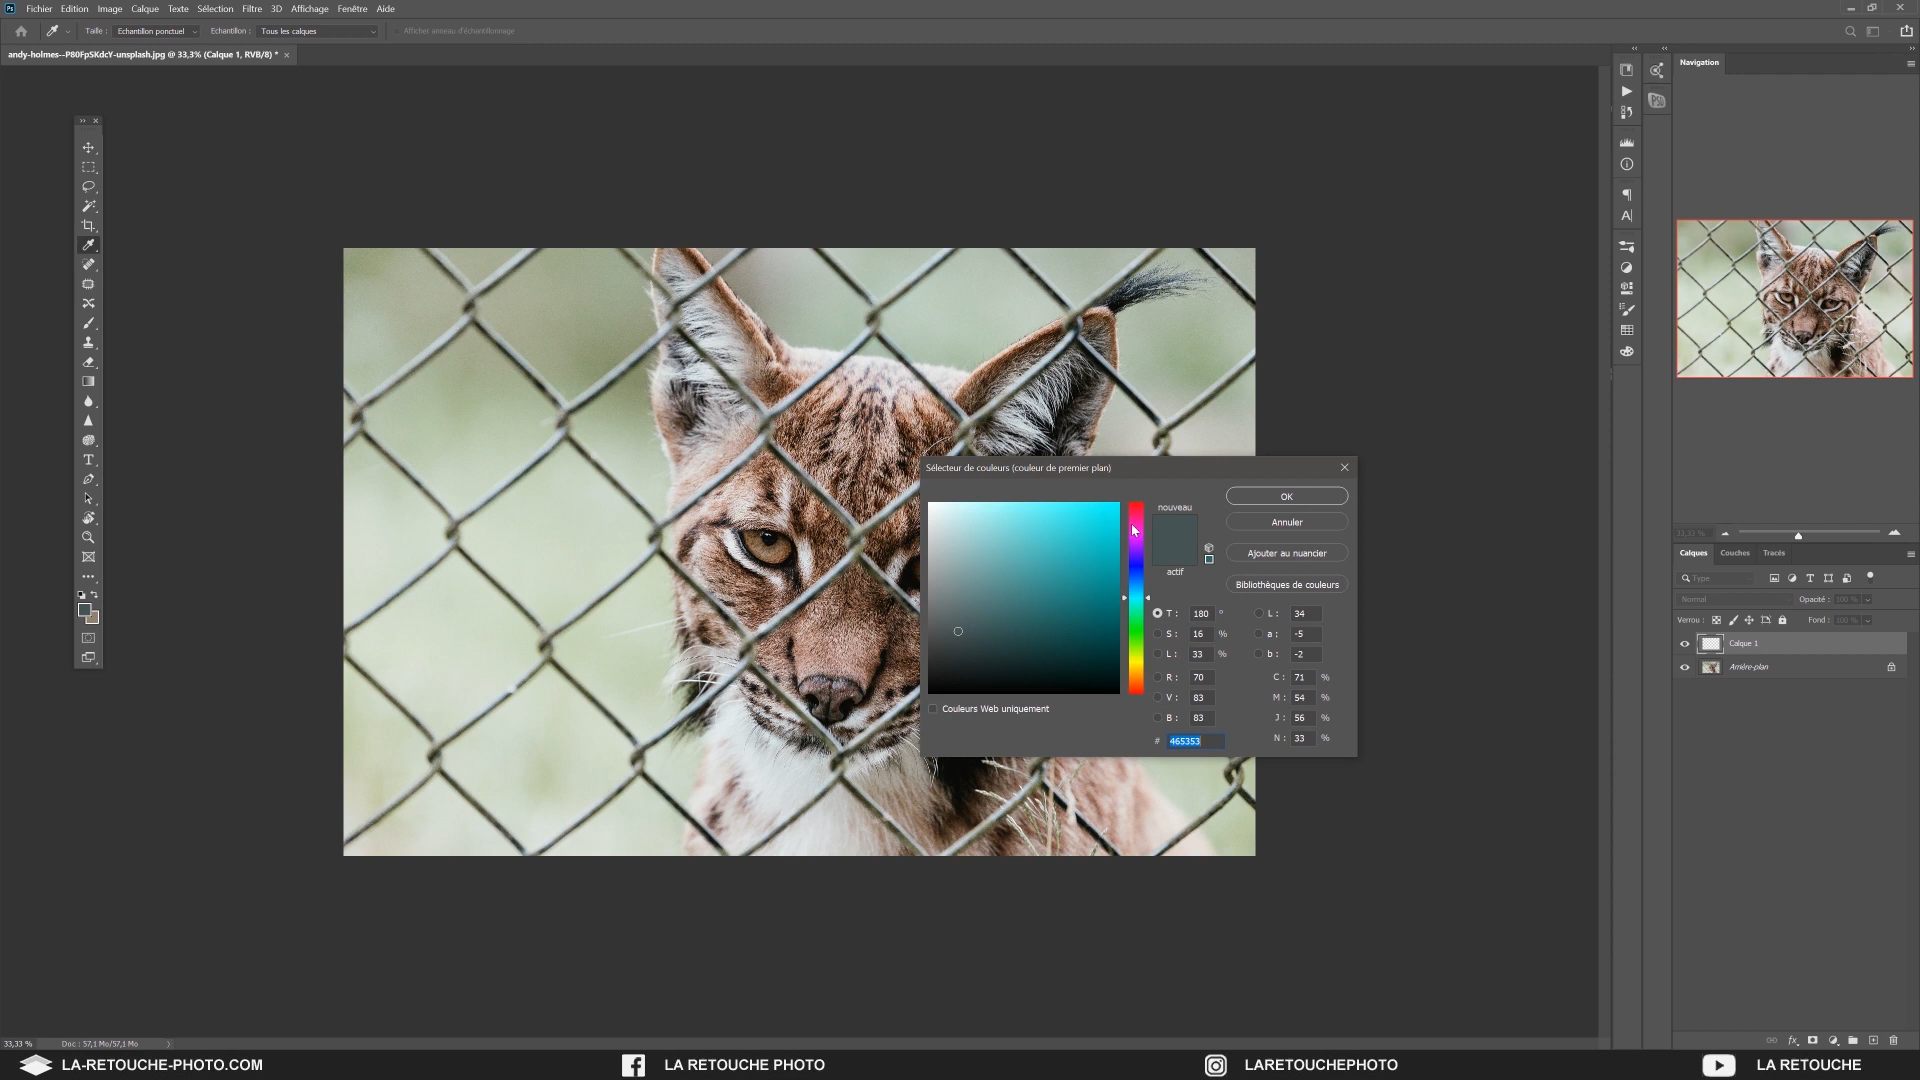 Ps Fichier Edition Image Calque Texte Sélection Filtre 3D Affichage Fenêtre Aide
Taille : Echantillon ponctuel Echantillon : Tous les calques Afficher anneau d'échantillonnage
andy-holmes--P80FpSKdcY-unsplash.jpg @ 33,3% (Calque 1, RVB/8) *
Navigation
Sélecteur de couleurs (couleur de premier plan)
nouveau
actif
OK
Annuler
Ajouter au nuancier
Bibliothèques de couleurs
T : 180 ° L : 34
S : 16 % a : -5
L : 33 % b : -2
R : 70 C : 71 %
V : 83 M : 54 %
B : 83 J : 56 %
# 465353 N : 33 %
Couleurs Web uniquement
33,33 %
Calques Couches Tracés
Type
Normal Opacité : 100 %
Verrou : Fond : 100 %
Calque 1
Arrière-plan
33,33 % Doc : 57,1 Mo/57,1 Mo
LA-RETOUCHE-PHOTO.COM LA RETOUCHE PHOTO LARETOUCHEPHOTO LA RETOUCHE